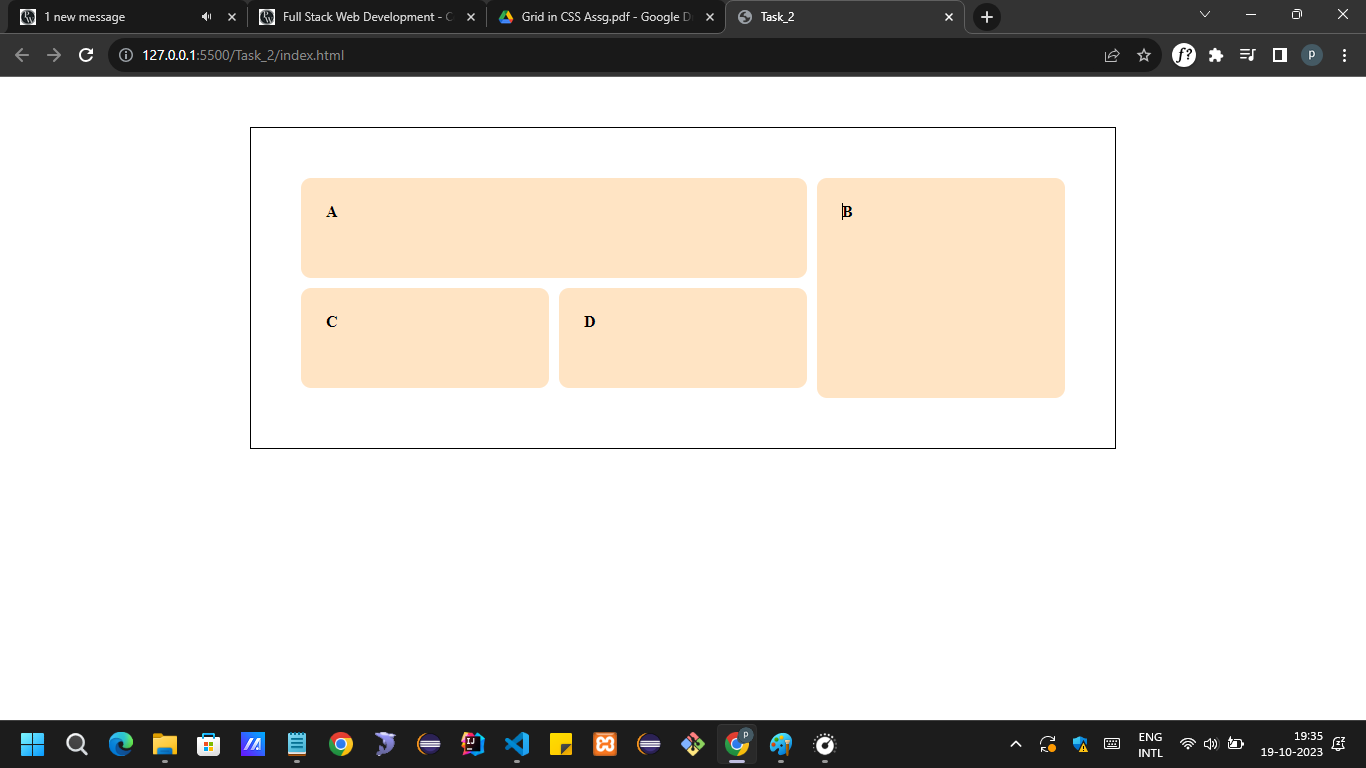 1 new message
Full Stack Web Development - C
Grid in CSS Assg.pdf - Google D
Task_2
127.0.0.1:5500/Task_2/index.html
f?
p
A
B
C
D
P
ENG
INTL
19:35
19-10-2023